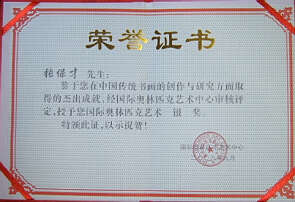 荣誉证书
张保才 先生:
鉴于您在中国传统书画的创作与研究方面取
得的杰出成就,经国际奥林匹克艺术中心审核评
定,授予您国际奥林匹克艺术 银 奖。
特颁此证,以示祝贺!